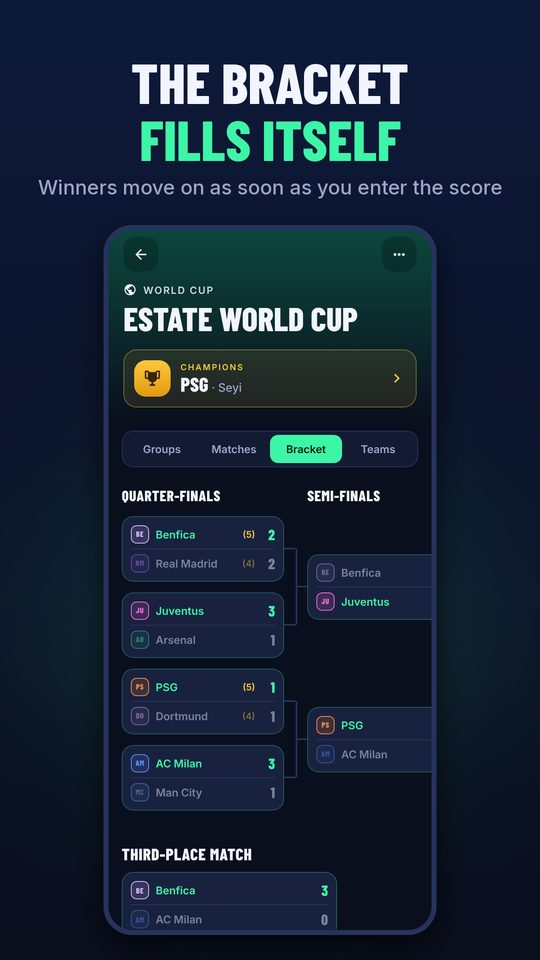 THE BRACKET
FILLS ITSELF
Winners move on as soon as you enter the score
WORLD CUP
ESTATE WORLD CUP
CHAMPIONS
PSG · Seyi
Groups Matches Bracket Teams
QUARTER-FINALS SEMI-FINALS
BE Benfica (5) 2
RM Real Madrid (4) 2
BE Benfica
JU Juventus
JU Juventus 3
AR Arsenal 1
PS PSG (5) 1
DO Dortmund (4) 1
PS PSG
AM AC Milan
AM AC Milan 3
MC Man City 1
THIRD-PLACE MATCH
BE Benfica 3
AM AC Milan 0